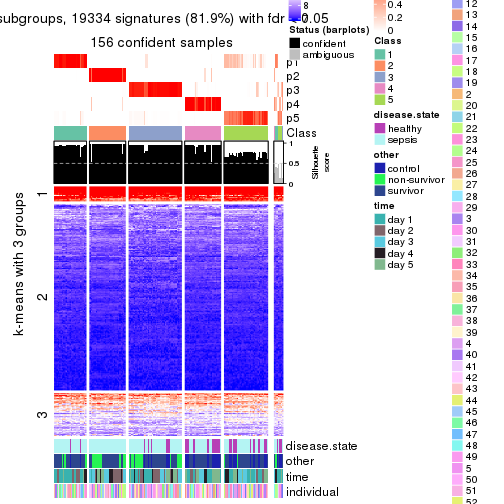 subgroups, 19334 signatures (81.9%) with fdr < 0.05
156 confident samples
p1
p2
p3
p4
p5
Class
1
0.5
0
Silhouette
score
k-means with 3 groups
1
2
3
disease.state
other
time
individual
8
Status (barplots)
confident
ambiguous
0.4
0.2
0
Class
1
2
3
4
5
disease.state
healthy
sepsis
other
control
non-survivor
survivor
time
day 1
day 2
day 3
day 4
day 5
12
13
14
15
16
17
18
19
2
20
21
22
23
24
25
26
27
28
29
3
30
31
32
33
34
35
36
37
38
39
4
40
41
42
43
44
45
46
47
48
49
5
50
51
52